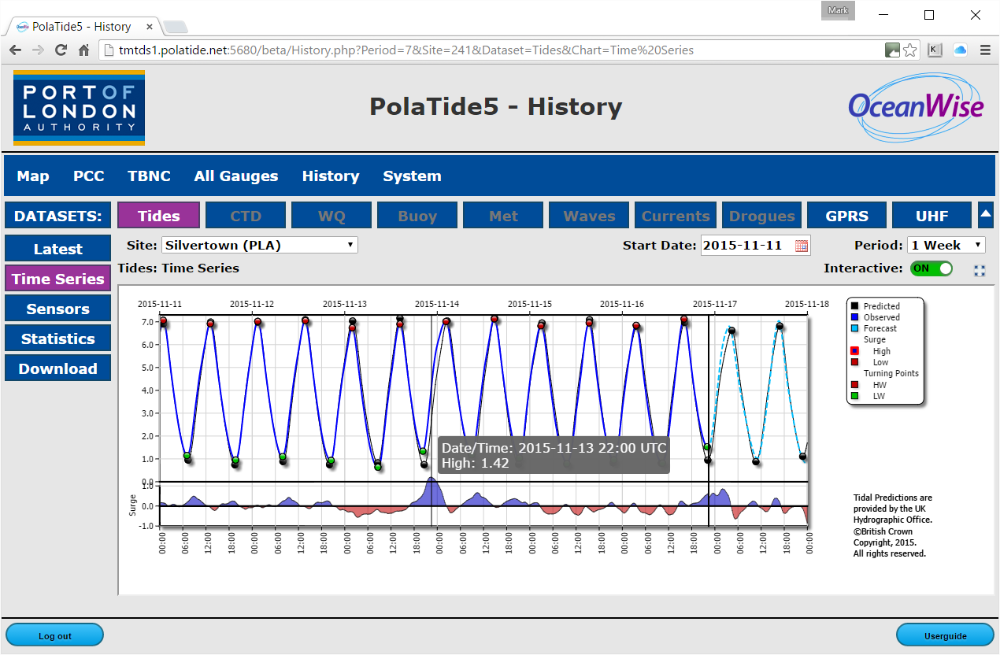 Mark
OceanWise
PolaTide5 - History
tmtds1.polatide.net:5680/beta/History.php?Period=7&Site=241&Dataset=Tides&Chart=Time%20Series
K
PORT OF
LONDON
AUTHORITY
PolaTide5 - History
OceanWise
Map PCC TBNC All Gauges History System
DATASETS: Tides CTD WQ Buoy Met Waves Currents Drogues GPRS UHF
Latest
Time Series
Sensors
Statistics
Download
Site: Silvertown (PLA) Start Date: 2015-11-11 Period: 1 Week
Tides: Time Series Interactive: ON
2015-11-11 2015-11-12 2015-11-13 2015-11-14 2015-11-15 2015-11-16 2015-11-17 2015-11-18
7.0
6.0
5.0
4.0
3.0
2.0
1.0
0.0
Date/Time: 2015-11-13 22:00 UTC
High: 1.42
Surge
1.0
0.0
-1.0
00:00 06:00 12:00 18:00 00:00 06:00 12:00 18:00 00:00 06:00 12:00 18:00 00:00 06:00 12:00 18:00 00:00 06:00 12:00 18:00 00:00 06:00 12:00 18:00 00:00 06:00 12:00 18:00 00:00
Predicted
Observed
Forecast
Surge
High
Low
Turning Points
HW
LW
Tidal Predictions are
provided by the UK
Hydrographic Office.
©British Crown
Copyright, 2015.
All rights reserved.
Log out
Userguide